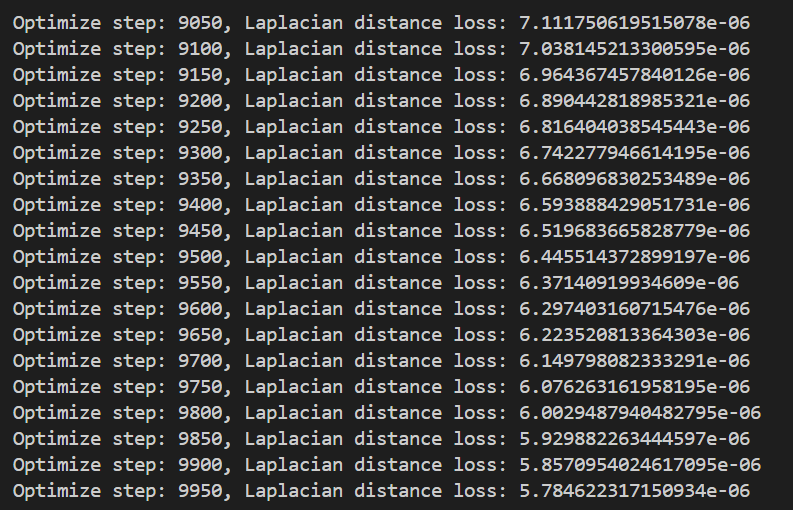 Optimize step: 9050, Laplacian distance loss: 7.111750619515078e-06
Optimize step: 9100, Laplacian distance loss: 7.038145213300595e-06
Optimize step: 9150, Laplacian distance loss: 6.964367457840126e-06
Optimize step: 9200, Laplacian distance loss: 6.890442818985321e-06
Optimize step: 9250, Laplacian distance loss: 6.816404038545443e-06
Optimize step: 9300, Laplacian distance loss: 6.742277946614195e-06
Optimize step: 9350, Laplacian distance loss: 6.668096830253489e-06
Optimize step: 9400, Laplacian distance loss: 6.593888429051731e-06
Optimize step: 9450, Laplacian distance loss: 6.519683665828779e-06
Optimize step: 9500, Laplacian distance loss: 6.445514372899197e-06
Optimize step: 9550, Laplacian distance loss: 6.37140919934609e-06
Optimize step: 9600, Laplacian distance loss: 6.297403160715476e-06
Optimize step: 9650, Laplacian distance loss: 6.223520813364303e-06
Optimize step: 9700, Laplacian distance loss: 6.149798082333291e-06
Optimize step: 9750, Laplacian distance loss: 6.076263161958195e-06
Optimize step: 9800, Laplacian distance loss: 6.0029487940482795e-06
Optimize step: 9850, Laplacian distance loss: 5.929882263444597e-06
Optimize step: 9900, Laplacian distance loss: 5.8570954024617095e-06
Optimize step: 9950, Laplacian distance loss: 5.784622317150934e-06